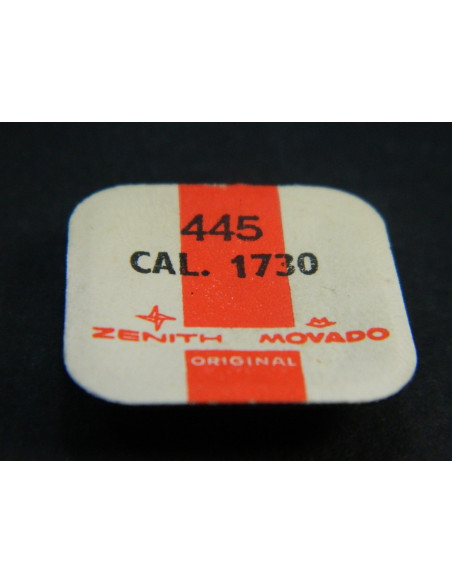 445
CAL. 1730
ZENITH MOVADO
ORIGINAL